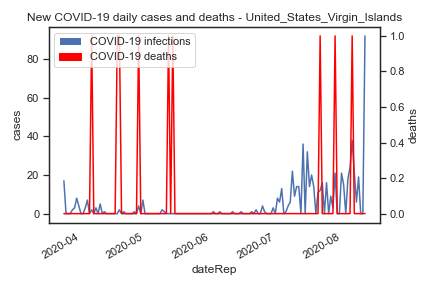 New COVID-19 daily cases and deaths - United_States_Virgin_Islands
COVID-19 infections
COVID-19 deaths
cases
80
60
40
20
0
deaths
1.0
0.8
0.6
0.4
0.2
0.0
2020-04
2020-05
2020-06
2020-07
2020-08
dateRep